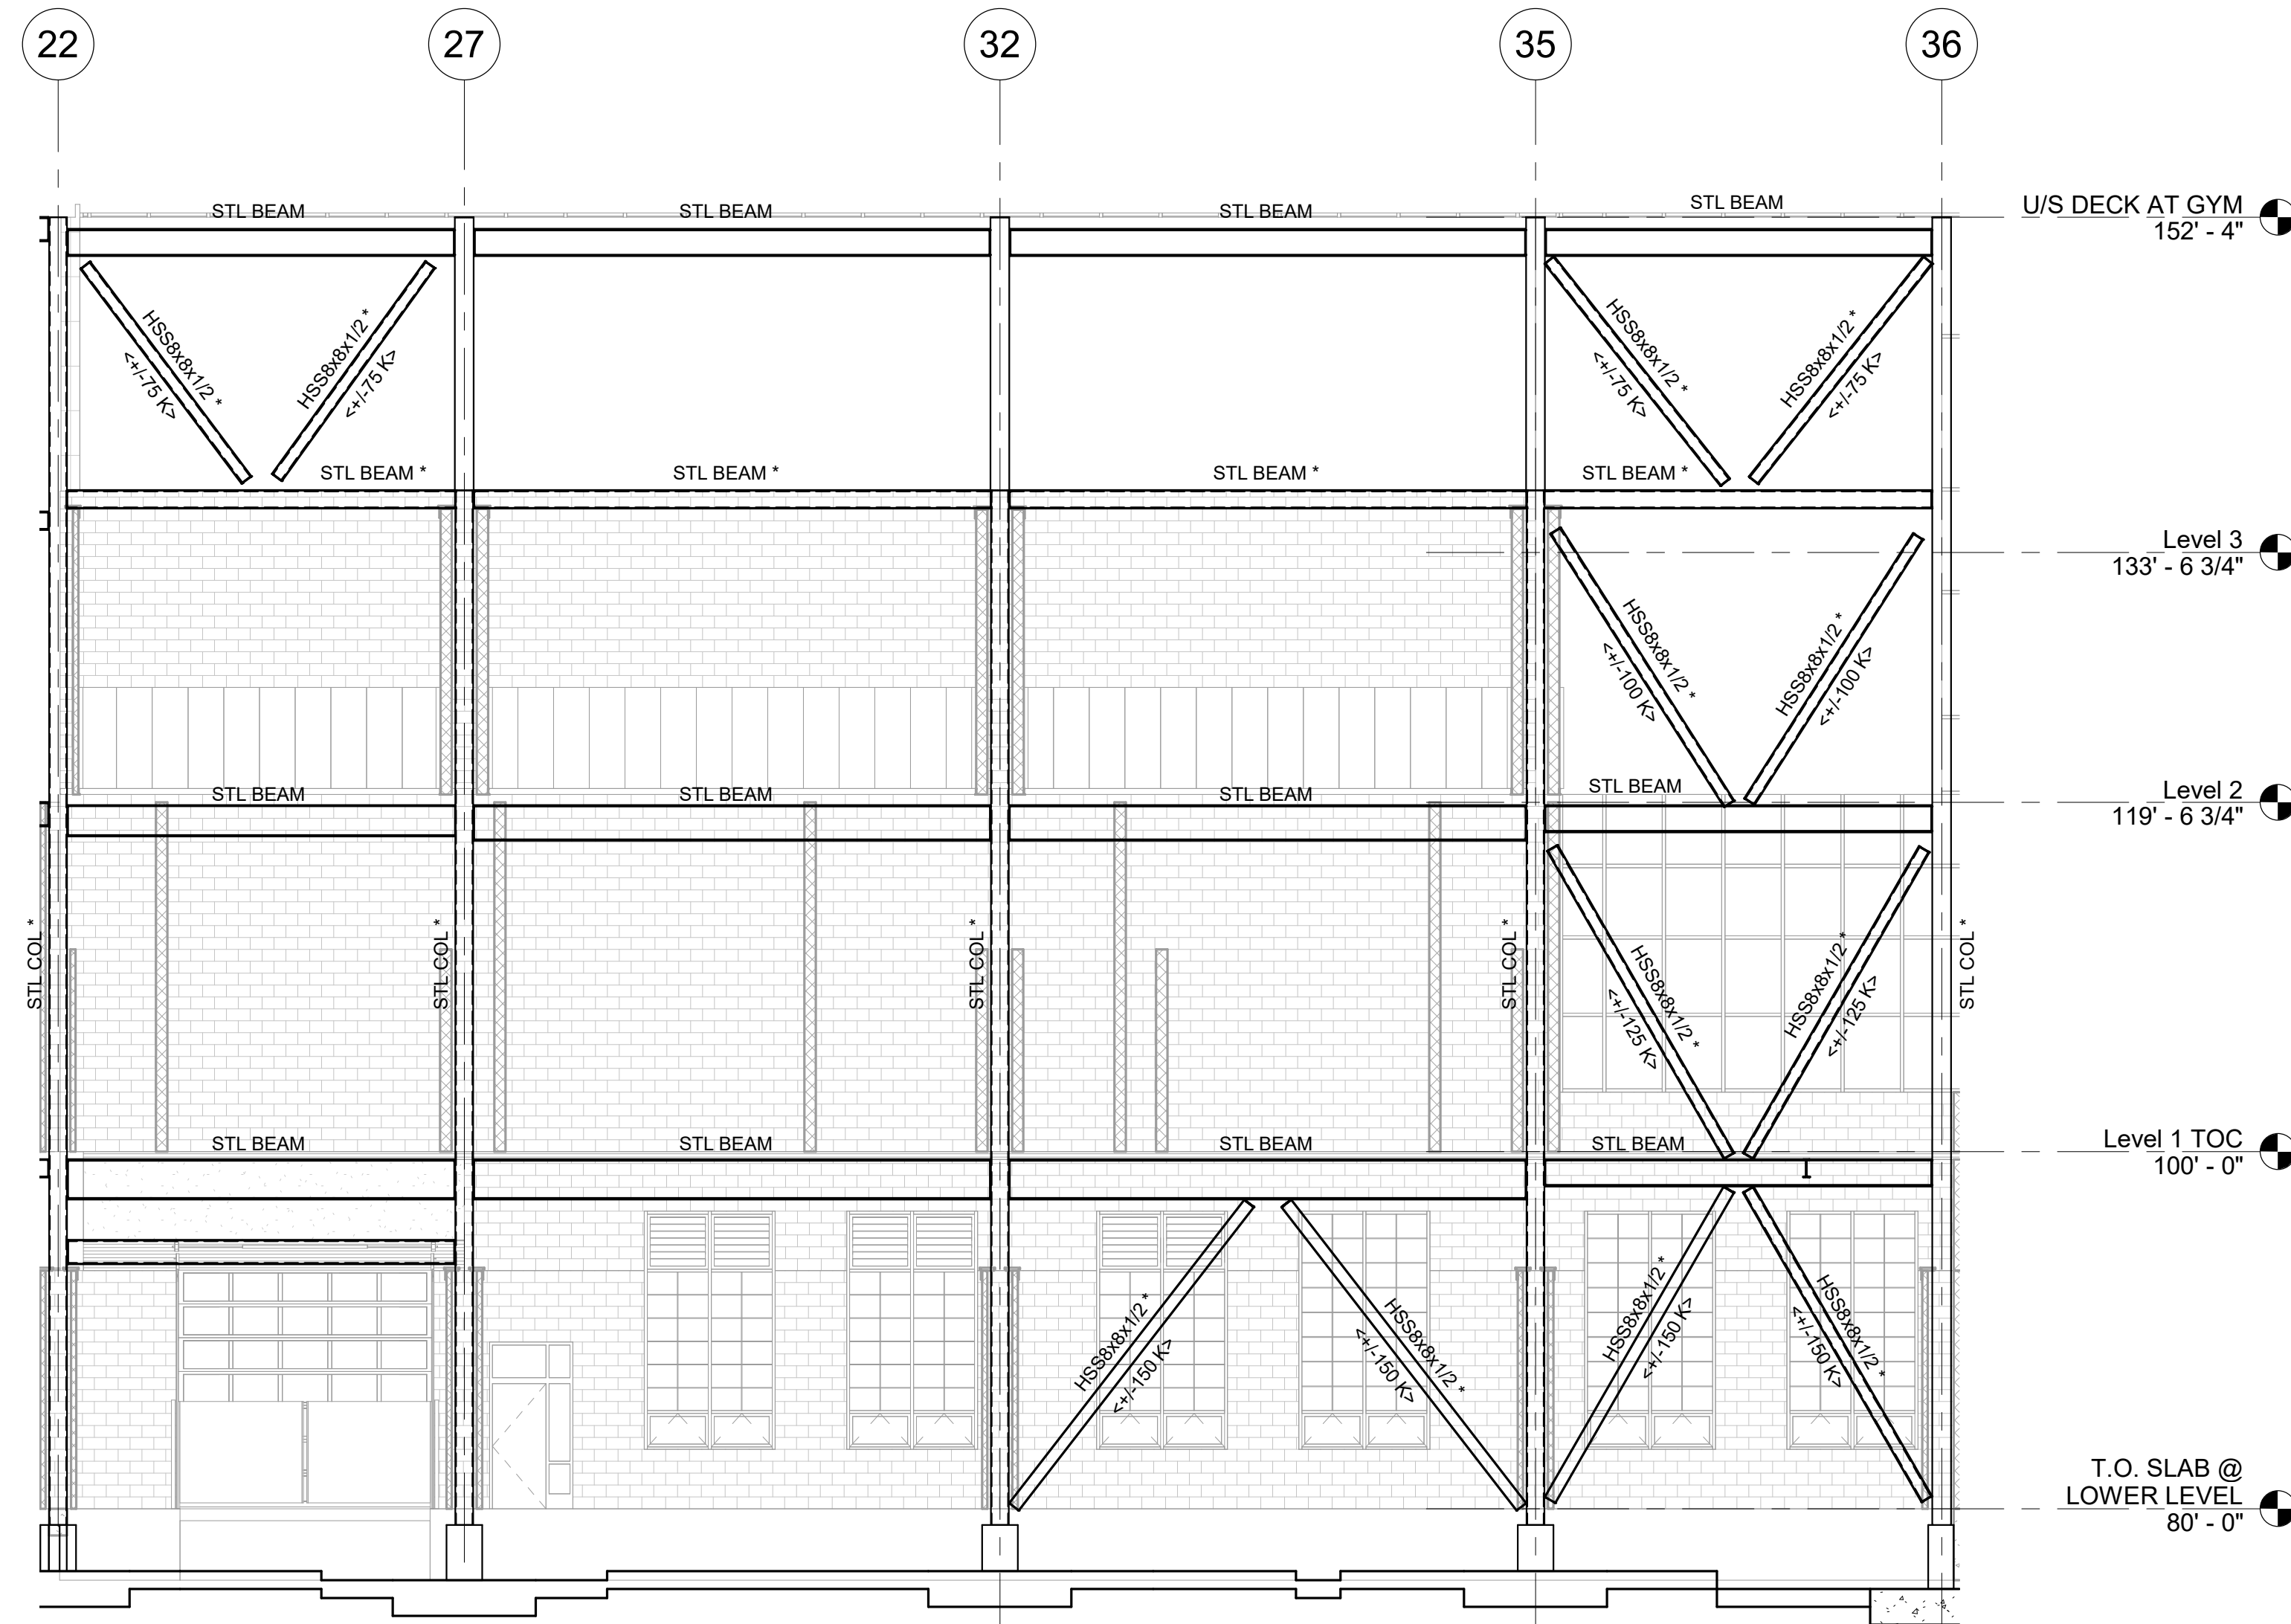 22
27
32
35
36
STL BEAM
STL BEAM
STL BEAM
STL BEAM
U/S DECK AT GYM
152' - 4"
HSS8x8x1/2 *
<+/-75 K>
HSS8x8x1/2 *
<+/-75 K>
HSS8x8x1/2 *
<+/-75 K>
HSS8x8x1/2 *
<+/-75 K>
STL BEAM *
STL BEAM *
STL BEAM *
STL BEAM *
Level 3
133' - 6 3/4"
HSS8x8x1/2 *
<+/-100 K>
HSS8x8x1/2 *
<+/-100 K>
STL BEAM
STL BEAM
STL BEAM
STL BEAM
Level 2
119' - 6 3/4"
STL COL *
STL COL *
STL COL *
STL COL *
HSS8x8x1/2 *
<+/-125 K>
HSS8x8x1/2 *
<+/-125 K>
STL COL *
STL BEAM
STL BEAM
STL BEAM
STL BEAM
Level 1 TOC
100' - 0"
HSS8x8x1/2 *
<+/-150 K>
HSS8x8x1/2 *
<+/-150 K>
HSS8x8x1/2 *
<+/-150 K>
HSS8x8x1/2 *
<+/-150 K>
T.O. SLAB @
LOWER LEVEL
80' - 0"